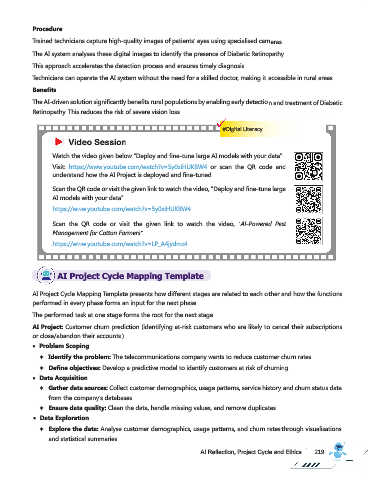 Procedure
Trained technicians capture high-quality images of patients' eyes using specialised cameras
The AI system analyses these digital images to identify the presence of Diabetic Retinopathy
This approach accelerates the detection process and ensures timely diagnosis
Technicians can operate the AI system without the need for a skilled doctor, making it accessible in rural areas
Benefits
The AI-driven solution significantly benefits rural populations by enabling early detection and treatment of Diabetic
Retinopathy This reduces the risk of severe vision loss
#Digital Literacy
Video Session
Watch the video given below "Deploy and fine-tune large AI models with your data"
Visit: https://www.youtube.com/watch?v=5y0siHUKBW4 or scan the QR code and
understand how the AI Project is deployed and fine-tuned
Scan the QR code or visit the given link to watch the video, "Deploy and fine-tune large
AI models with your data"
https://www.youtube.com/watch?v=5y0siHUKBW4
Scan the QR code or visit the given link to watch the video, "AI-Powered Pest
Management for Cotton Farmers"
AI Project Cycle Mapping Template
AI Project Cycle Mapping Template presents how different stages are related to each other and how the functions
performed in every phase forms an input for the next phase
The performed task at one stage forms the root for the next stage
AI Project: Customer churn prediction (identifying at-risk customers who are likely to cancel their subscriptions
or close/abandon their accounts)
• Problem Scoping
♦ Identify the problem: The telecommunications company wants to reduce customer churn rates
♦ Define objectives: Develop a predictive model to identify customers at risk of churning
• Data Acquisition
♦ Gather data sources: Collect customer demographics, usage patterns, service history and churn status data
from the company's databases
♦ Ensure data quality: Clean the data, handle missing values, and remove duplicates
• Data Exploration
♦ Explore the data: Analyse customer demographics, usage patterns, and churn rates through visualisations
and statistical summaries
AI Reflection, Project Cycle and Ethics 219